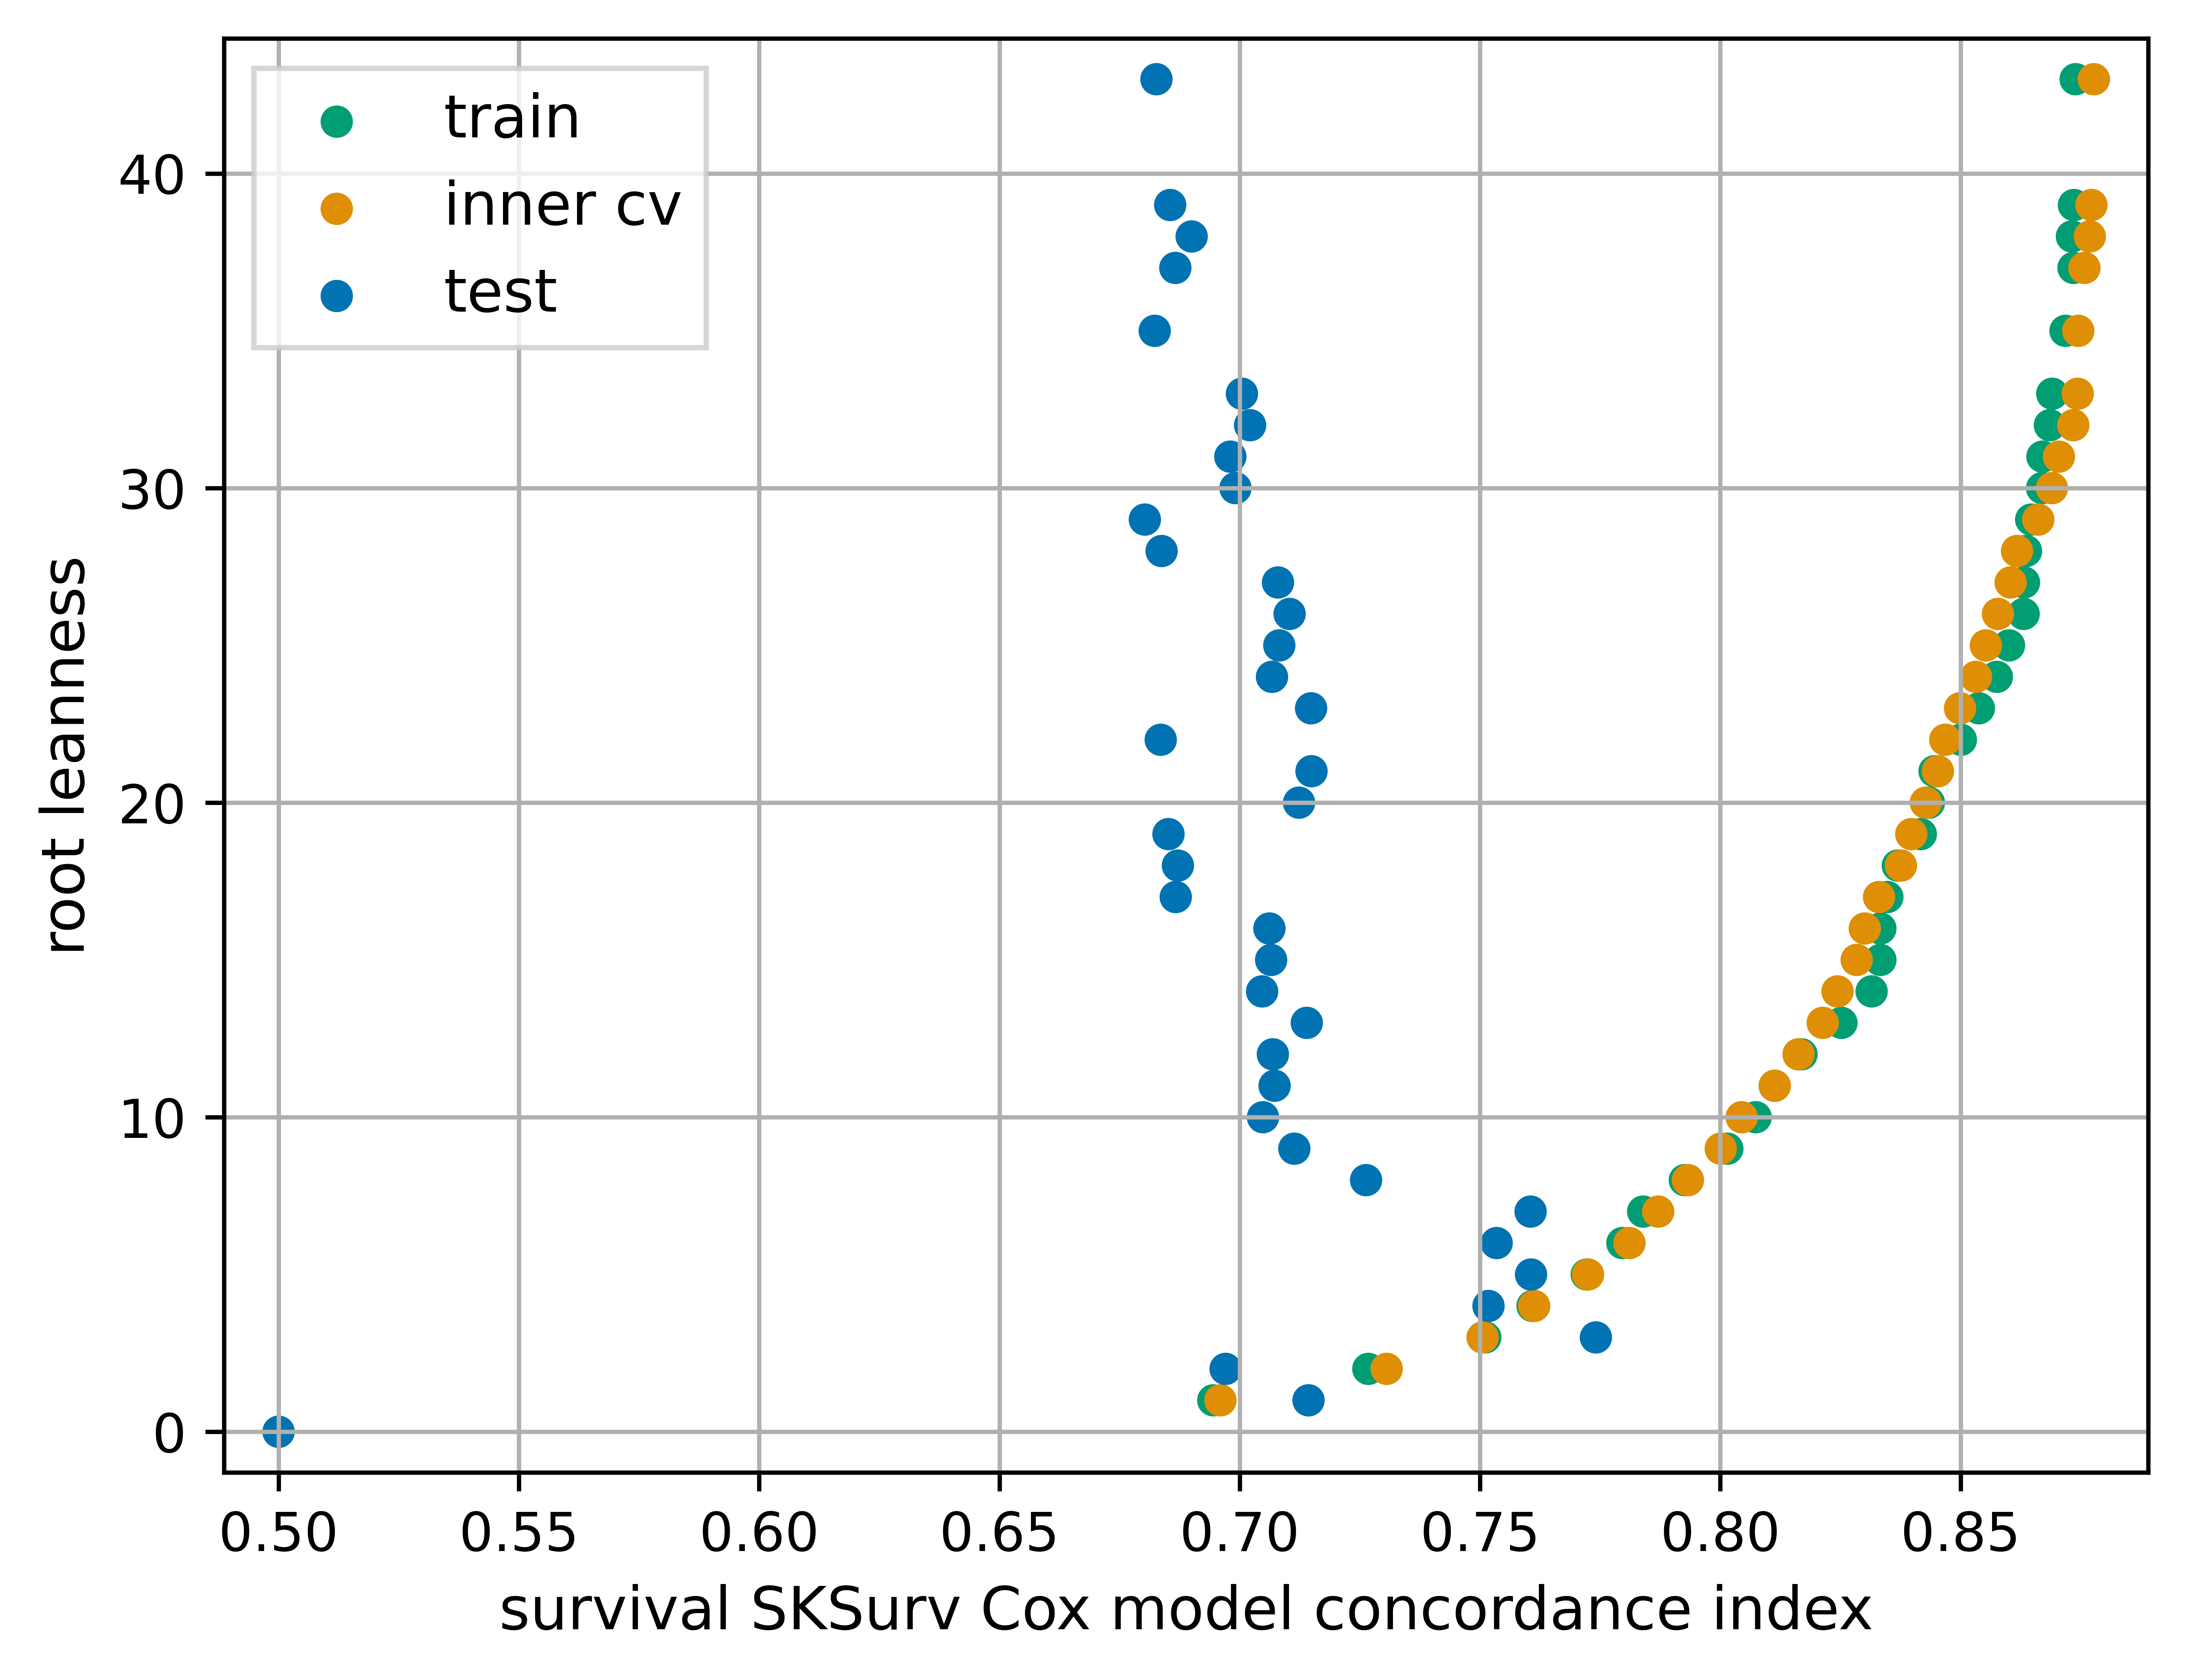 train
inner cv
test
root leanness
40
30
20
10
0
0.50 0.55 0.60 0.65 0.70 0.75 0.80 0.85
survival SKSurv Cox model concordance index